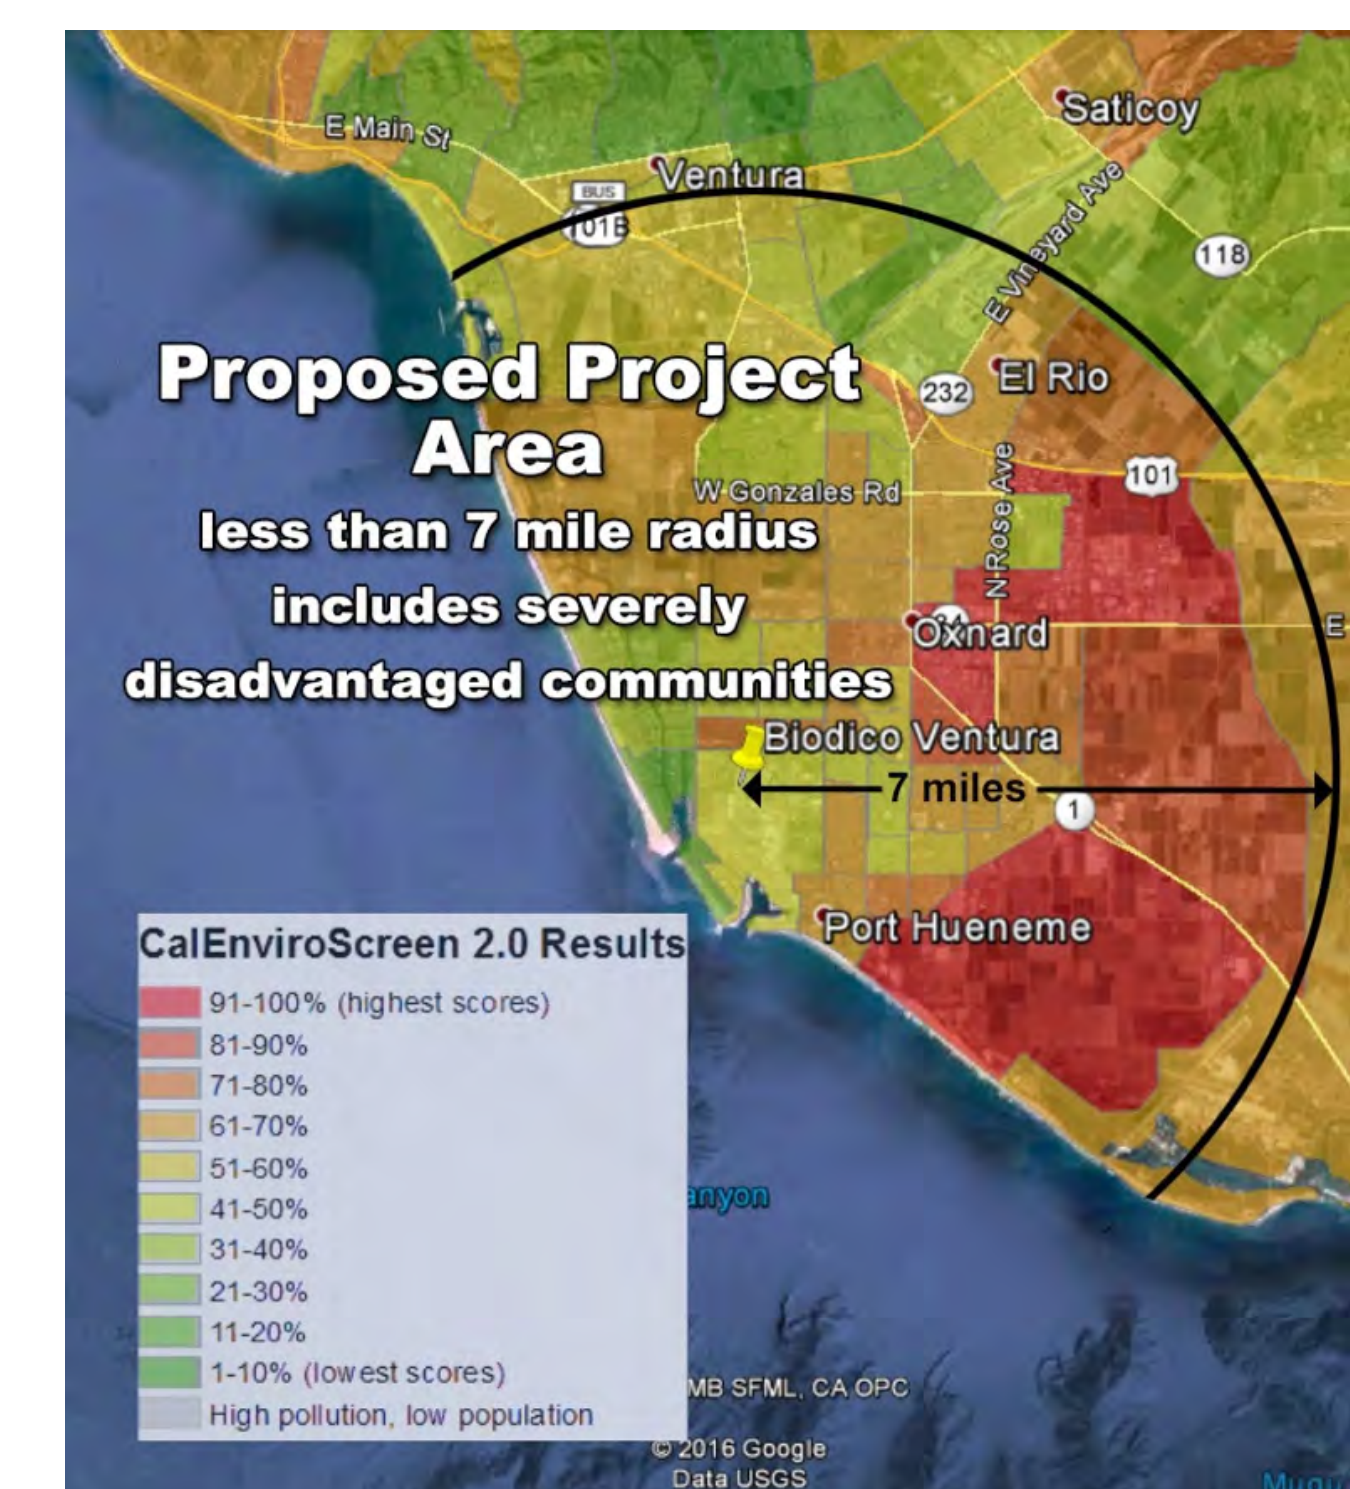 Saticoy
E Main St
Ventura
BUS
101B
E Vineyard Ave
118
Proposed Project
Area
less than 7 mile radius
includes severely
disadvantaged communities
232
El Rio
101
W Gonzales Rd
N Rose Ave
Oxnard
E
Biodico Ventura
7 miles
1
Port Hueneme
CalEnviroScreen 2.0 Results
91-100% (highest scores)
81-90%
71-80%
61-70%
51-60%
41-50%
31-40%
21-30%
11-20%
1-10% (lowest scores)
High pollution, low population
anyon
MB SFML, CA OPC
© 2016 Google
Data USGS
Mugu